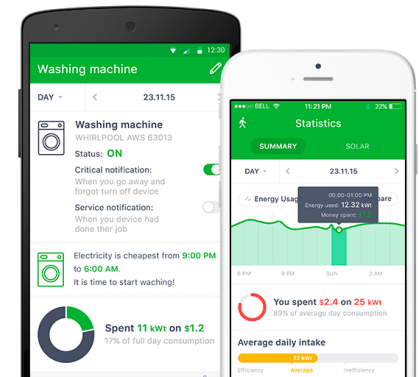 12:30
Washing machine
DAY
23.11.15
Washing machine
WHIRLPOOL AWS 63013
Status: ON
Critical notification:
When you go away and
forgot turn off device
Service notification:
When you device had
done ther job
Electricity is cheapest from 9:00 PM
to 6:00 AM.
It is time to start waching!
Spent 11 kWt on $1.2
17% of full day consumption
BELL
11:21 PM
22%
Statistics
SUMMARY
SOLAR
DAY
23.11.15
Energy Usag
pare
00:00-01:00 PM
Energy used: 12.32 kWt
Money spent:
6 PM
9 PM
SUN
3 AM
You spent $2.4 on 25 kWt
89% of average day consumption
Average daily intake
22 kWt
Efficiency
Average
Inefficiency